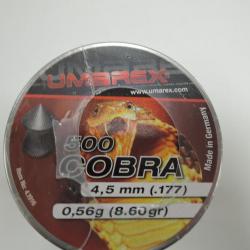 UMAREX
www.umarex.com
500
COBRA
4,5 mm (.177)
0,56g (8.60gr)
Made in Germany